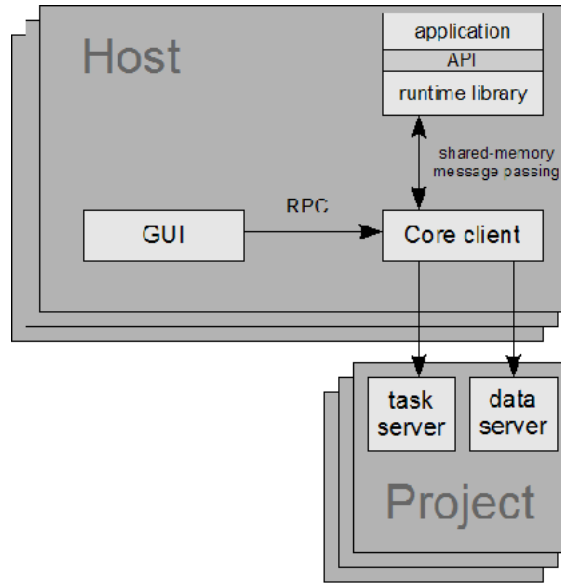 application
Host
API
runtime library
shared-memory
message passing
RPC
GUI
Core client
task
server
data
server
Project